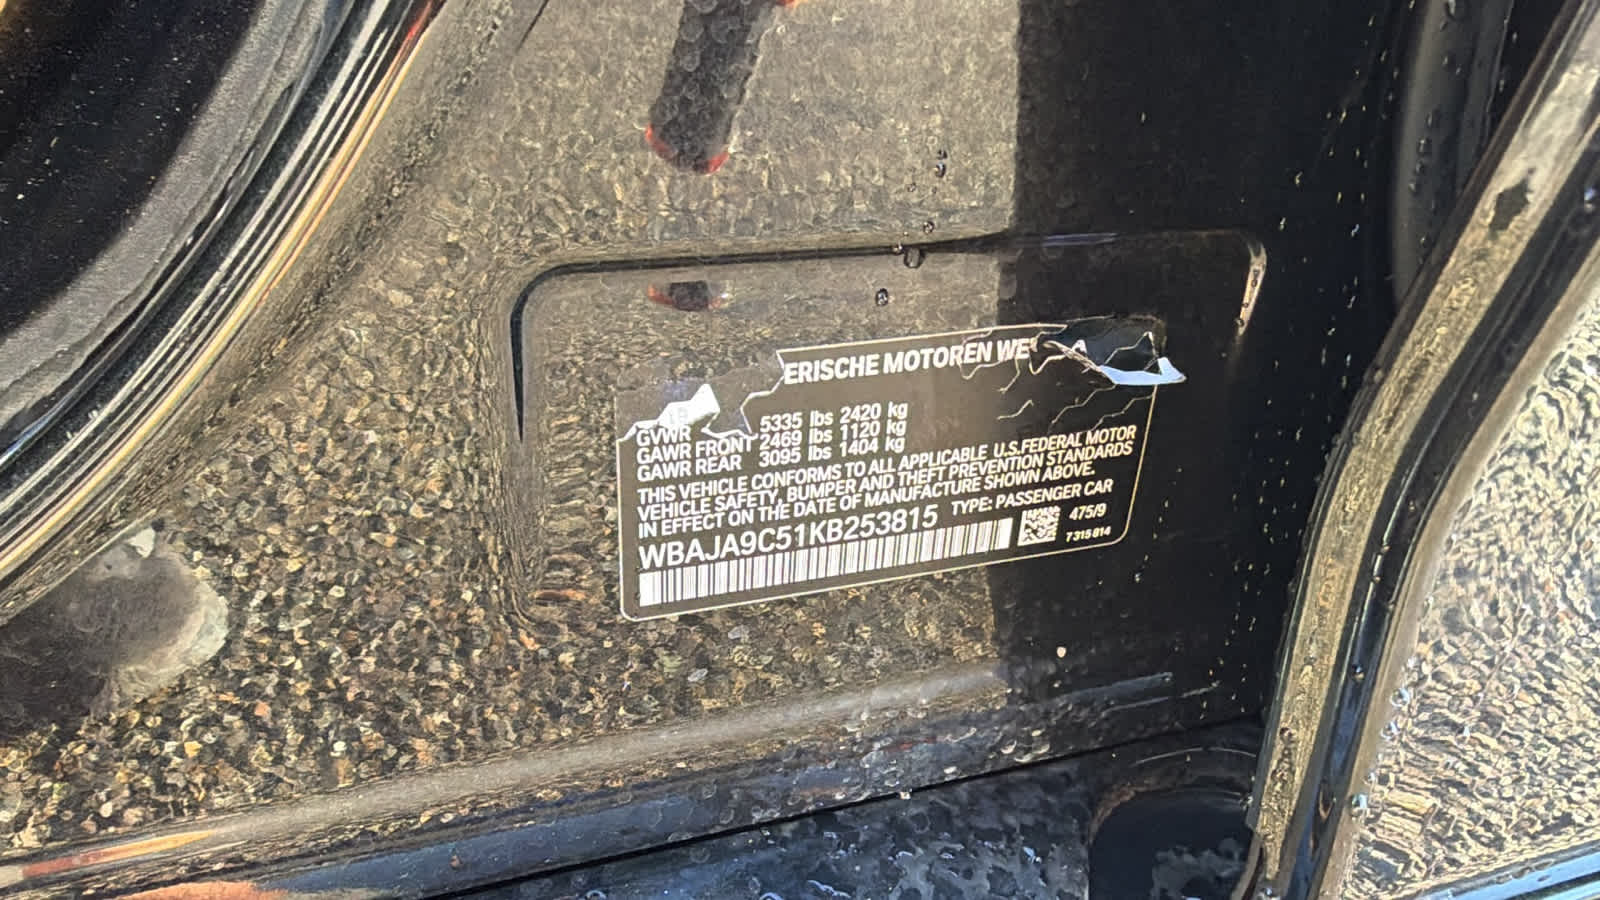 ERISCHE MOTOREN WE
GVWR 5335 lbs 2420 kg
GAWR FRONT 2469 lbs 1120 kg
GAWR REAR 3095 lbs 1404 kg
THIS VEHICLE CONFORMS TO ALL APPLICABLE U.S.FEDERAL MOTOR
VEHICLE SAFETY, BUMPER AND THEFT PREVENTION STANDARDS
IN EFFECT ON THE DATE OF MANUFACTURE SHOWN ABOVE.
WBAJA9C51KB253815 TYPE: PASSENGER CAR
475/9
7 315 814